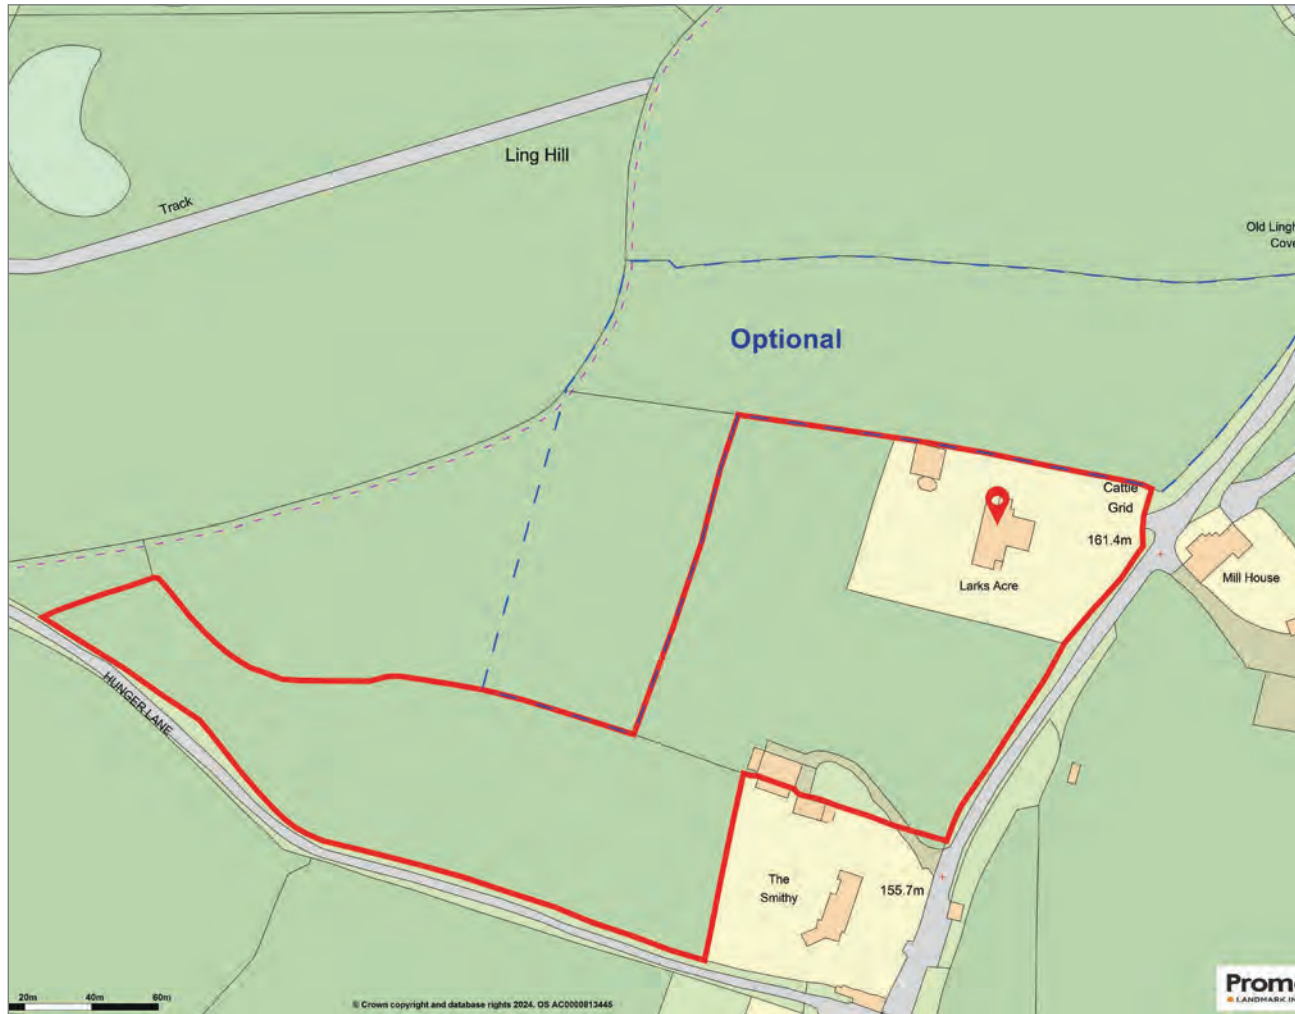 Ling Hill
Track
Old Lingh
Cove
Optional
Cattle
Grid
161.4m
Larks Acre
Mill House
HUNGER LANE
The
Smithy
155.7m
20m 40m 60m
© Crown copyright and database rights 2024. OS AC0000813445
Prom
LANDMARK IN